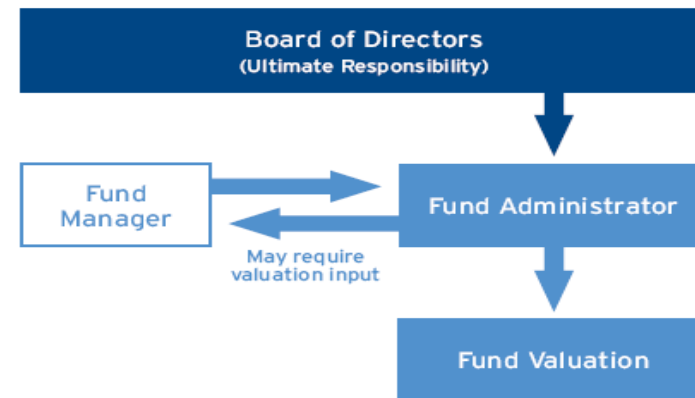 Board of Directors
(Ultimate Responsibility)
Fund
Manager
Fund Administrator
May require
valuation input
Fund Valuation